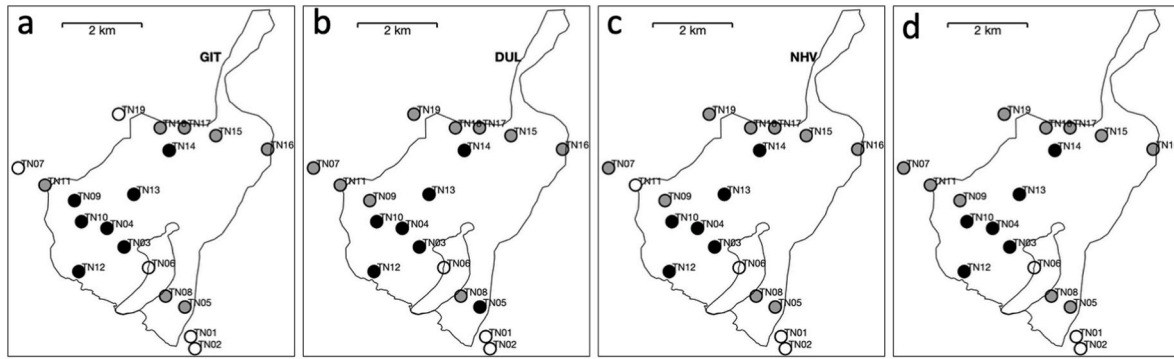 a
2 km
GIT
TN19
TN18
TN17
TN15
TN14
TN16
TN07
TN11
TN13
TN09
TN10
TN04
TN03
TN06
TN12
TN08
TN05
TN01
TN02
b
2 km
DUL
TN19
TN18
TN17
TN15
TN14
TN16
TN07
TN11
TN13
TN09
TN10
TN04
TN03
TN06
TN12
TN08
TN05
TN01
TN02
c
2 km
NHV
TN19
TN18
TN17
TN15
TN14
TN16
TN07
TN11
TN13
TN09
TN10
TN04
TN03
TN06
TN12
TN08
TN05
TN01
TN02
d
2 km
TN19
TN18
TN17
TN15
TN14
TN1
TN07
TN11
TN13
TN09
TN10
TN04
TN03
TN06
TN12
TN08
TN05
TN01
TN02